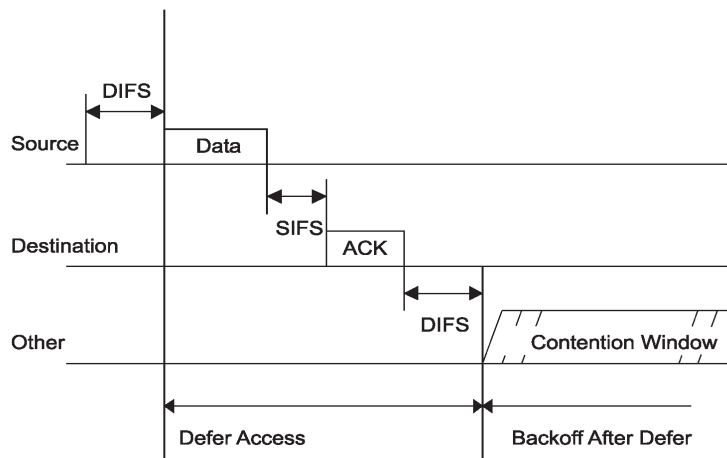 DIFS
Source
Data
SIFS
Destination
ACK
DIFS
Other
Contention Window
Defer Access
Backoff After Defer